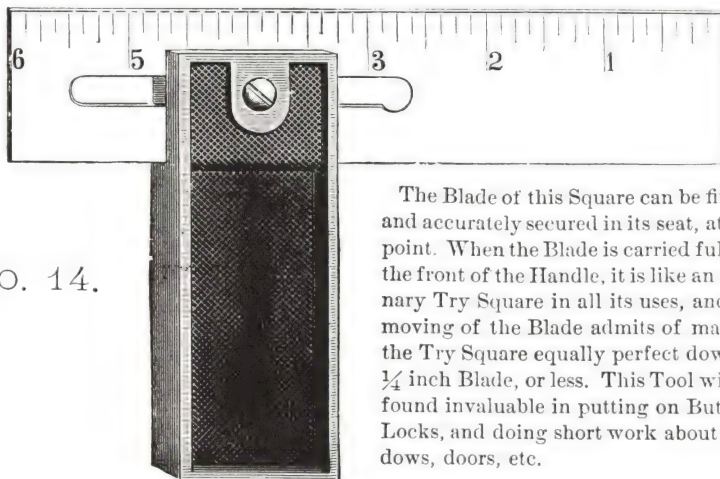 6 5 3 2 1
The Blade of this Square can be fi
and accurately secured in its seat, at
point. When the Blade is carried ful
the front of the Handle, it is like an
nary Try Square in all its uses, and
moving of the Blade admits of ma
the Try Square equally perfect dow
¼ inch Blade, or less. This Tool wi
found invaluable in putting on But
Locks, and doing short work about
dows, doors, etc.
O. 14.